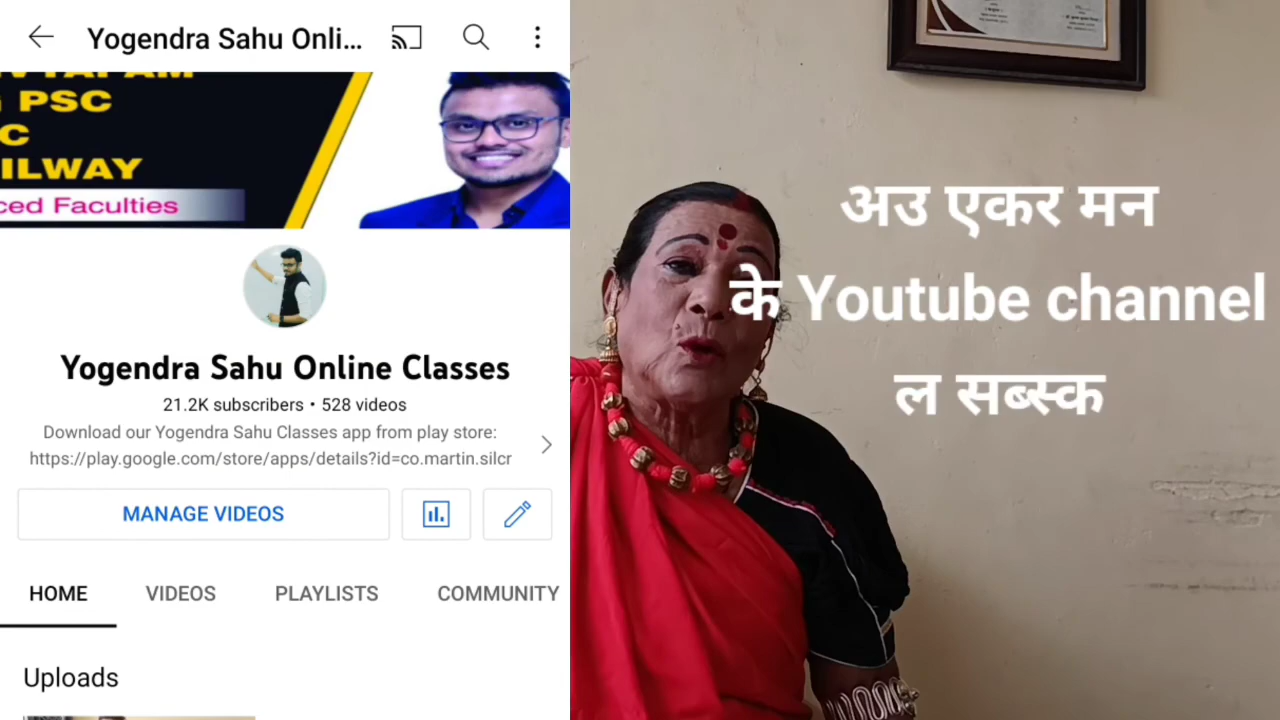 Yogendra Sahu Onli...
PSC
C
ILWAY
ced Faculties
Yogendra Sahu Online Classes
21.2K subscribers • 528 videos
Download our Yogendra Sahu Classes app from play store:
https://play.google.com/store/apps/details?id=co.martin.silcr
MANAGE VIDEOS
HOME VIDEOS PLAYLISTS COMMUNITY
Uploads
अउ एकर मन
के Youtube channel
ल सब्स्क